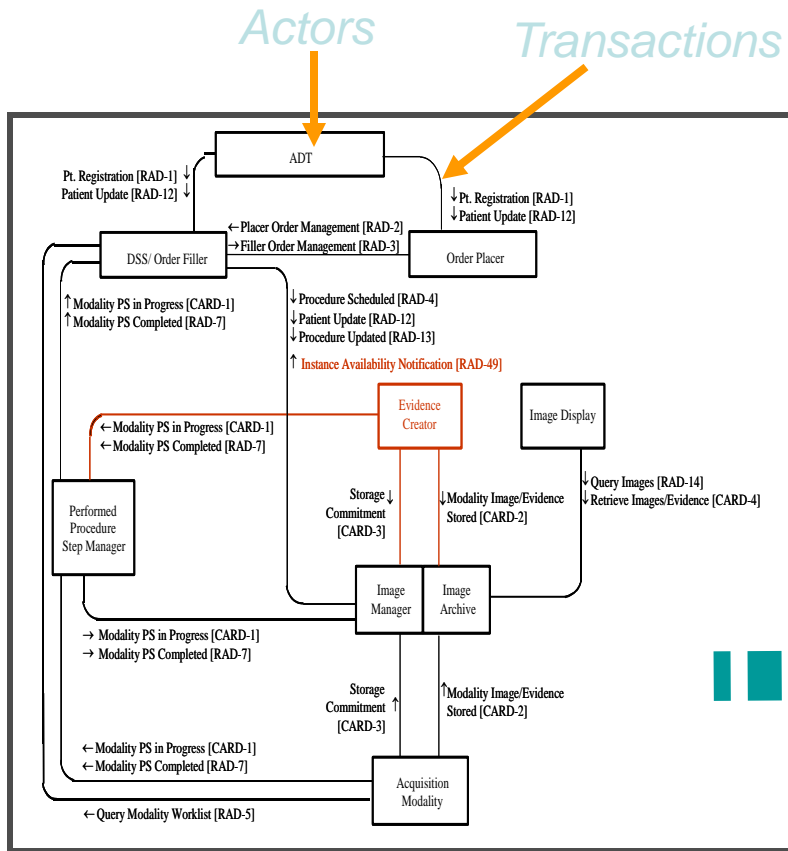 Actors
Transactions
ADT
Pt. Registration [RAD-1] ↓
Patient Update [RAD-12] ↓
↓Pt. Registration [RAD-1]
↓Patient Update [RAD-12]
←Placer Order Management [RAD-2]
→Filler Order Management [RAD-3]
DSS/ Order Filler
Order Placer
↑Modality PS in Progress [CARD-1]
↑Modality PS Completed [RAD-7]
↓Procedure Scheduled [RAD-4]
↓Patient Update [RAD-12]
↓Procedure Updated [RAD-13]
↑ Instance Availability Notification [RAD-49]
Evidence
Creator
Image Display
←Modality PS in Progress [CARD-1]
←Modality PS Completed [RAD-7]
↓Query Images [RAD-14]
↓Retrieve Images/Evidence [CARD-4]
Storage
Commitment ↓
[CARD-3]
↓Modality Image/Evidence
Stored [CARD-2]
Performed
Procedure
Step Manager
Image
Manager
Image
Archive
→ Modality PS in Progress [CARD-1]
→ Modality PS Completed [RAD-7]
Storage
Commitment ↑
[CARD-3]
↑Modality Image/Evidence
Stored [CARD-2]
←Modality PS in Progress [CARD-1]
←Modality PS Completed [RAD-7]
Acquisition
Modality
←Query Modality Worklist [RAD-5]